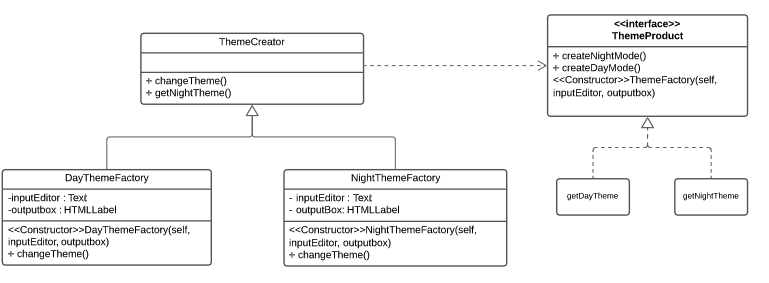 ThemeCreator
+ changeTheme()
+ getNightTheme()
<<interface>>
ThemeProduct
+ createNightMode()
+ createDayMode()
<<Constructor>>ThemeFactory(self,
inputEditor, outputbox)
DayThemeFactory
-inputEditor : Text
-outputbox : HTMLLabel
<<Constructor>>DayThemeFactory(self,
inputEditor, outputbox)
+ changeTheme()
NightThemeFactory
- inputEditor : Text
- outputBox: HTMLLabel
<<Constructor>>NightThemeFactory(self,
inputEditor, outputbox)
+ changeTheme()
getDayTheme
getNightTheme